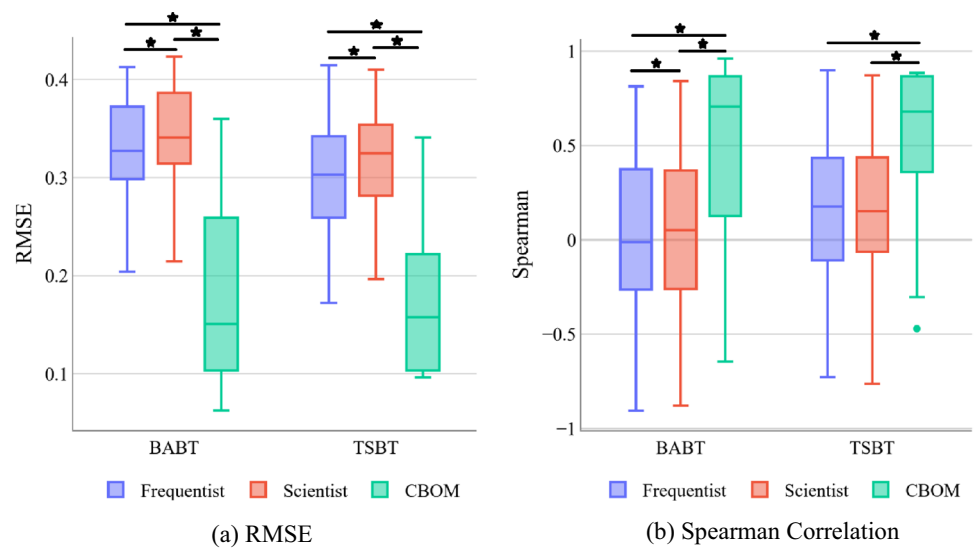 RMSE
0.4
0.3
0.2
0.1
BABT
TSBT
Frequentist
Scientist
CBOM
(a) RMSE
Spearman
1
0.5
0
−0.5
−1
BABT
TSBT
Frequentist
Scientist
CBOM
(b) Spearman Correlation